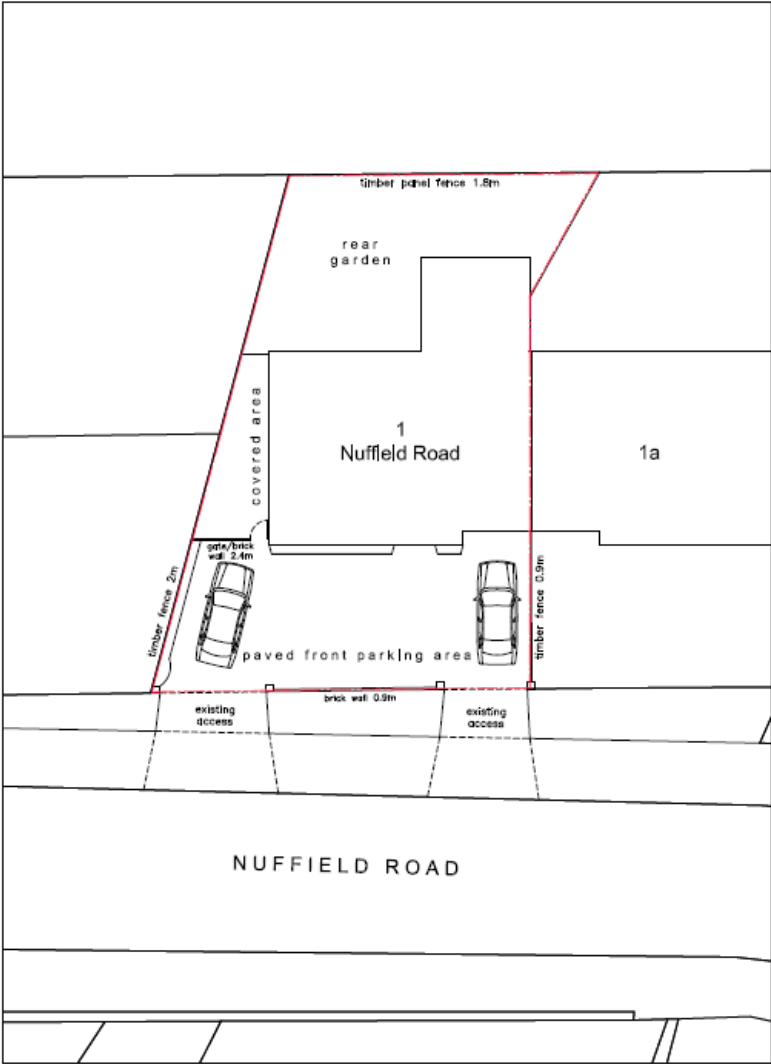 timber panel fence 1.8m
rear
garden
covered area
1
Nuffield Road
1a
gate/brick
wall 2.4m
timber fence 2m
timber fence 0.9m
paved front parking area
brick wall 0.9m
existing
access
existing
access
NUFFIELD ROAD